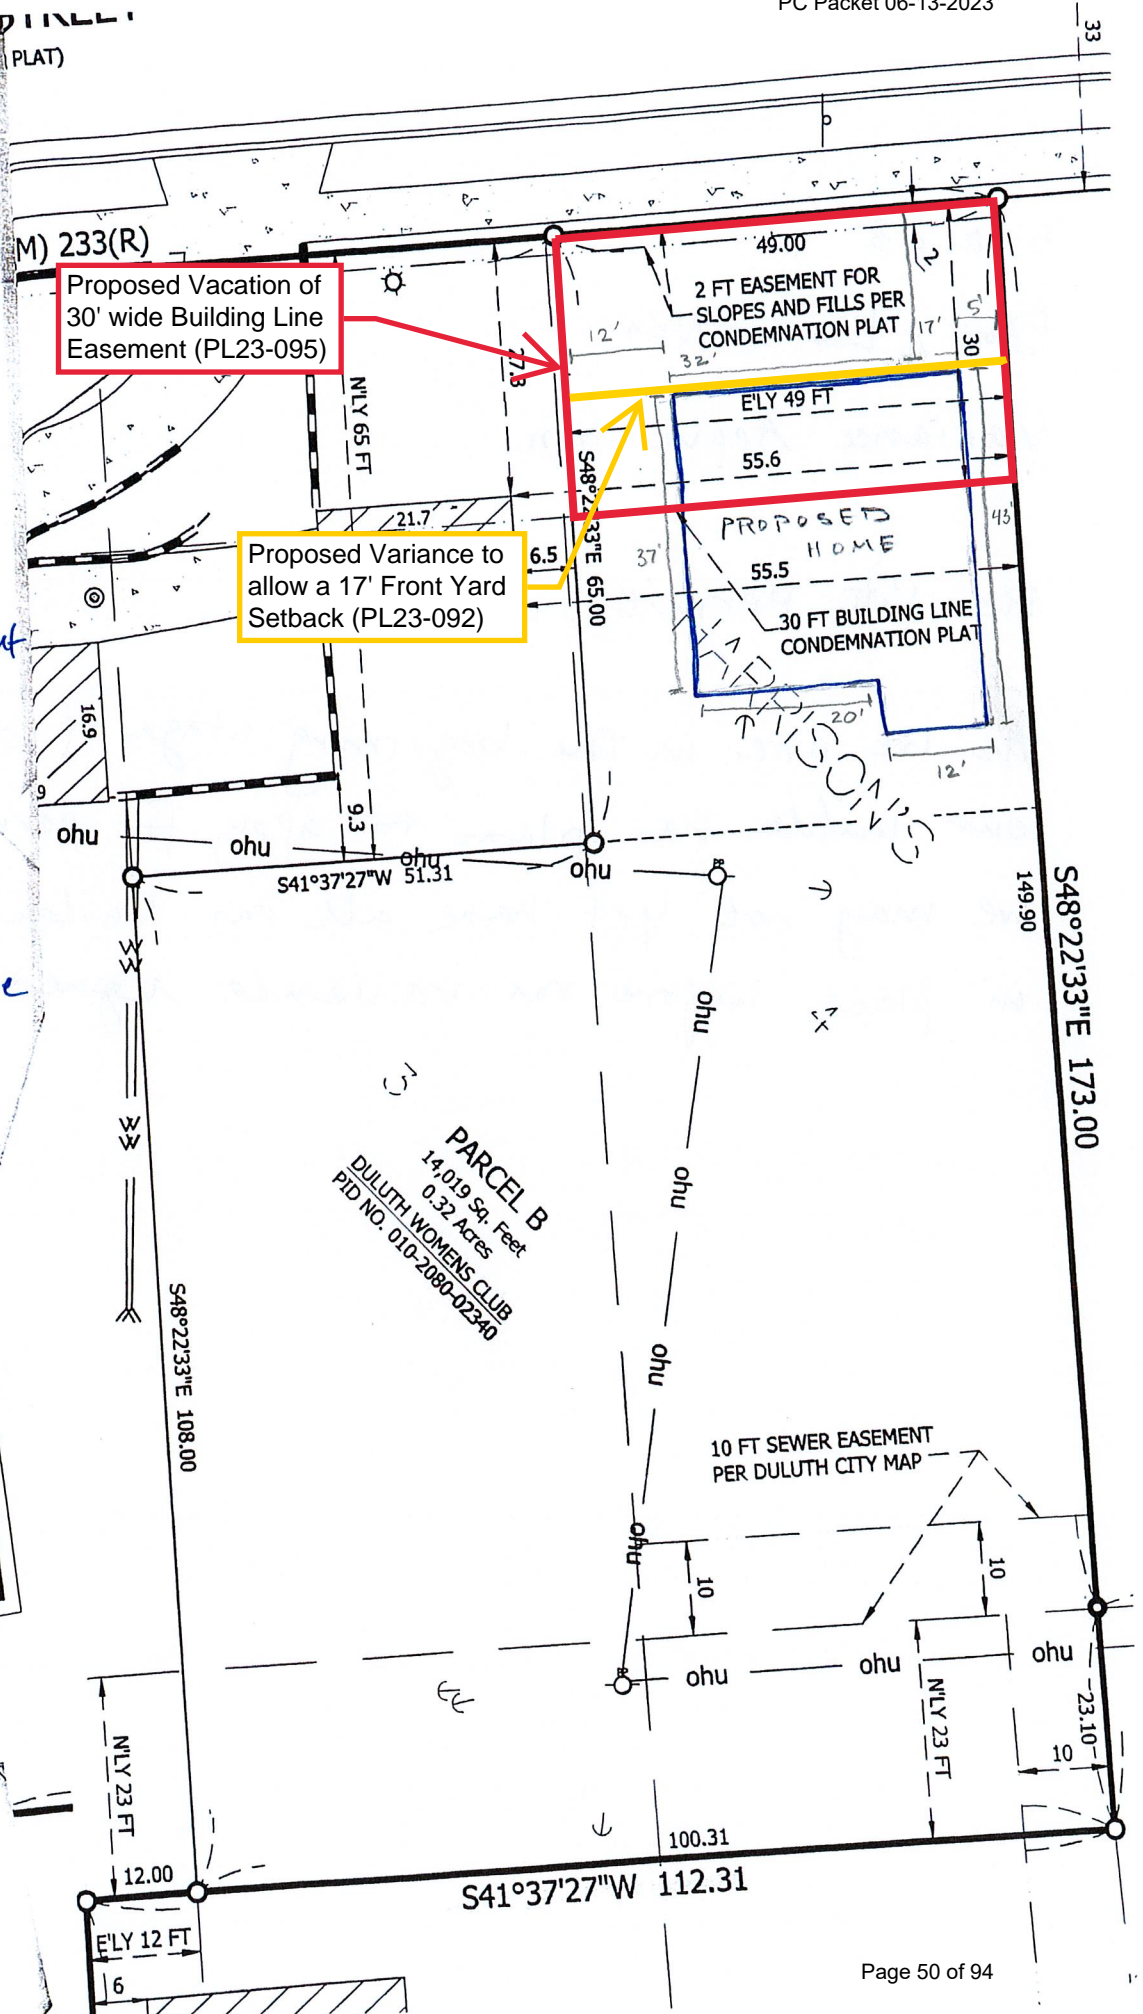 PC Packet 06-13-2023
STREET
PLAT)
33
M) 233(R)
49.00
2
Proposed Vacation of
30' wide Building Line
Easement (PL23-095)
2 FT EASEMENT FOR
SLOPES AND FILLS PER
CONDEMNATION PLAT
12'
17'
5'
30
32'
27.3
N'LY 65 FT
E'LY 49 FT
55.6
S48°22'33"E 65.00
21.7
PROPOSED
HOME
43'
37'
6.5
55.5
Proposed Variance to
allow a 17' Front Yard
Setback (PL23-092)
30 FT BUILDING LINE
CONDEMNATION PLAT
16.9
9
20'
12'
HARRISON'S
9.3
ohu
ohu
ohu
ohu
S41°37'27"W 51.31
PP
149.90
S48°22'33"E 173.00
ohu
3
4
PARCEL B
14,019 Sq. Feet
0.32 Acres
DULUTH WOMENS CLUB
PID NO. 010-2080-02340
ohu
S48°22'33"E 108.00
ohu
10 FT SEWER EASEMENT
PER DULUTH CITY MAP
ohu
10
10
PP
ohu
ohu
ohu
N'LY 23 FT
N'LY 23 FT
23.10
10
100.31
12.00
S41°37'27"W 112.31
E'LY 12 FT
6
Page 50 of 94